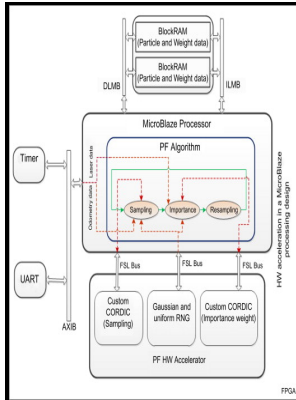 BlockRAM
(Particle and Weight data)
BlockRAM
(Particle and Weight data)
DLMB
ILMB
MicroBlaze Processor
PF Algorithm
Timer
Laser data
Odometry data
Sampling
Importance
Resampling
HW acceleration in a MicroBlaze
processing design
FSL Bus
FSL Bus
FSL Bus
UART
AXIB
Custom
CORDIC
(Sampling)
Gaussian and
uniform RNG
Custom CORDIC
(Importance weight)
PF HW Accelerator
FPGA